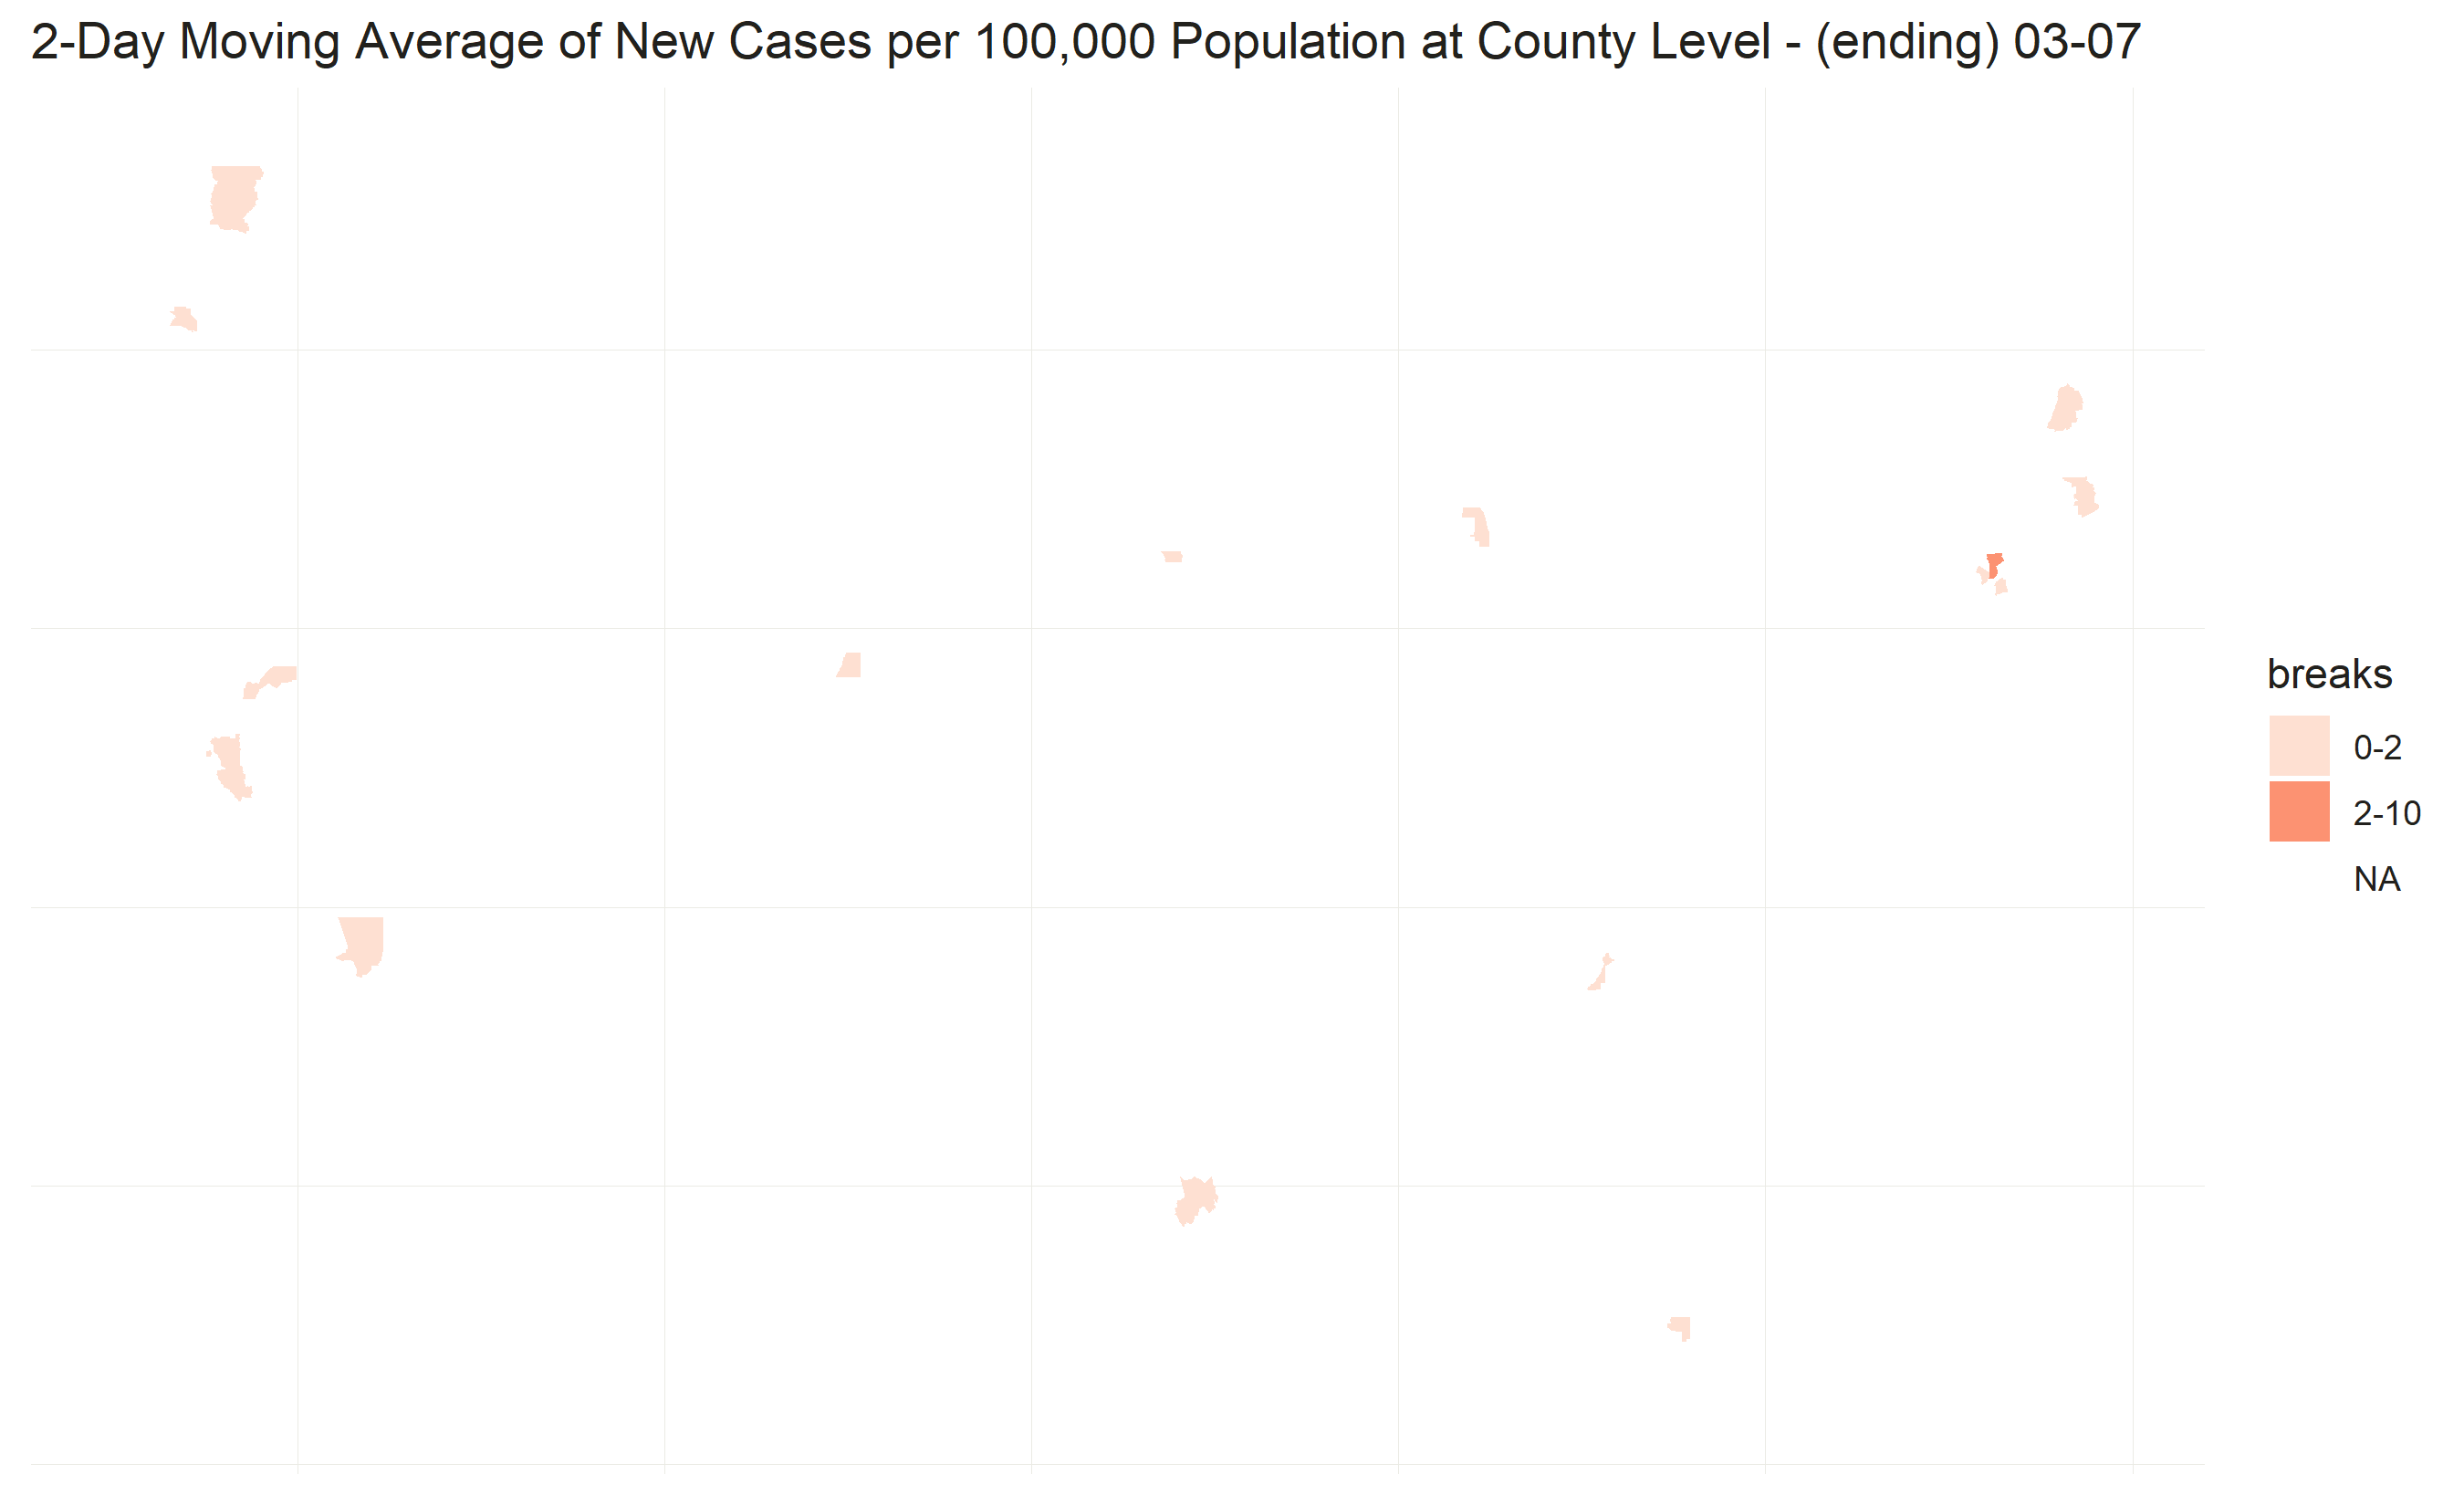 2-Day Moving Average of New Cases per 100,000 Population at County Level - (ending) 03-07
breaks
0-2
2-10
NA